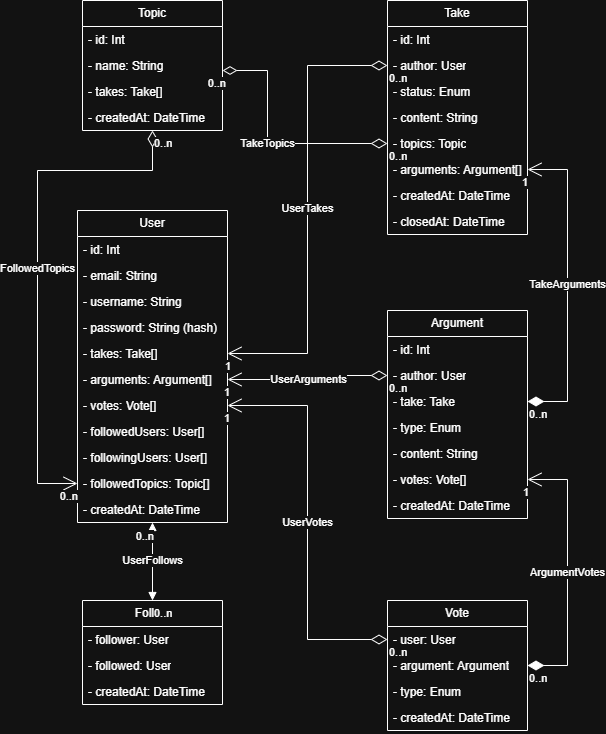 Topic
- id: Int
- name: String
- takes: Take[]
- createdAt: DateTime
0..n
0..n
Take
- id: Int
- author: User
0..n
- status: Enum
- content: String
- topics: Topic
0..n
- arguments: Argument[]
1
- createdAt: DateTime
- closedAt: DateTime
TakeTopics
UserTakes
FollowedTopics
TakeArguments
User
- id: Int
- email: String
- username: String
- password: String (hash)
- takes: Take[]
1
- arguments: Argument[]
1
- votes: Vote[]
1
- followedUsers: User[]
- followingUsers: User[]
- followedTopics: Topic[]
0..n
- createdAt: DateTime
0..n
UserArguments
Argument
- id: Int
- author: User
0..n
- take: Take
0..n
- type: Enum
- content: String
- votes: Vote[]
1
- createdAt: DateTime
UserVotes
UserFollows
ArgumentVotes
Foll0..n
- follower: User
- followed: User
- createdAt: DateTime
Vote
- user: User
0..n
- argument: Argument
0..n
- type: Enum
- createdAt: DateTime